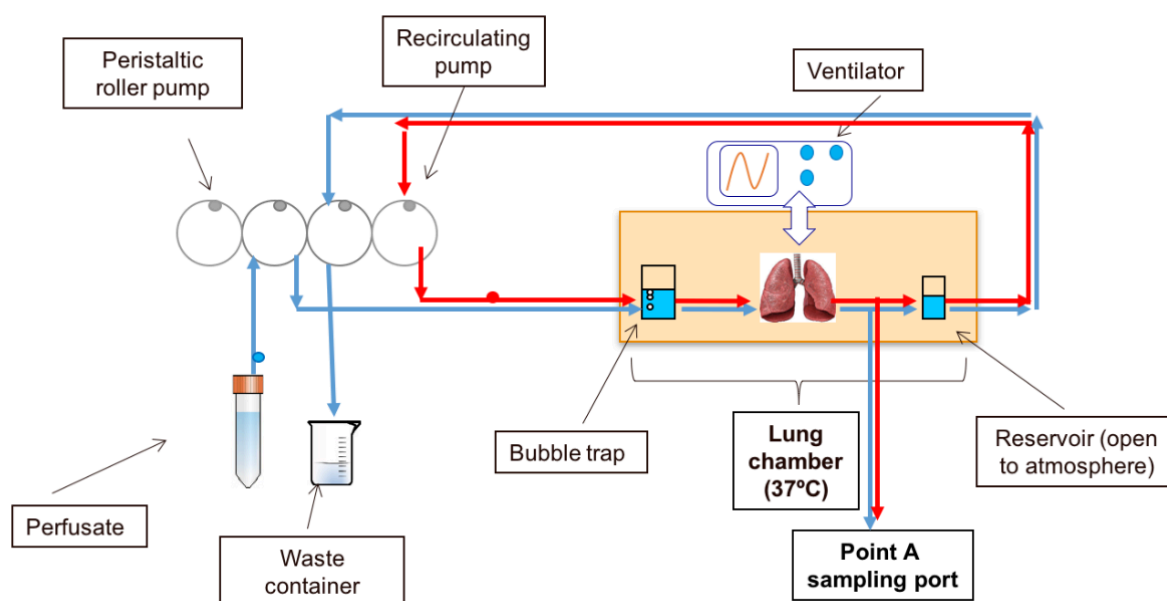 Peristaltic
roller pump
Recirculating
pump
Ventilator
Perfusate
Waste
container
Bubble trap
Lung
chamber
(37ºC)
Reservoir (open
to atmosphere)
Point A
sampling port